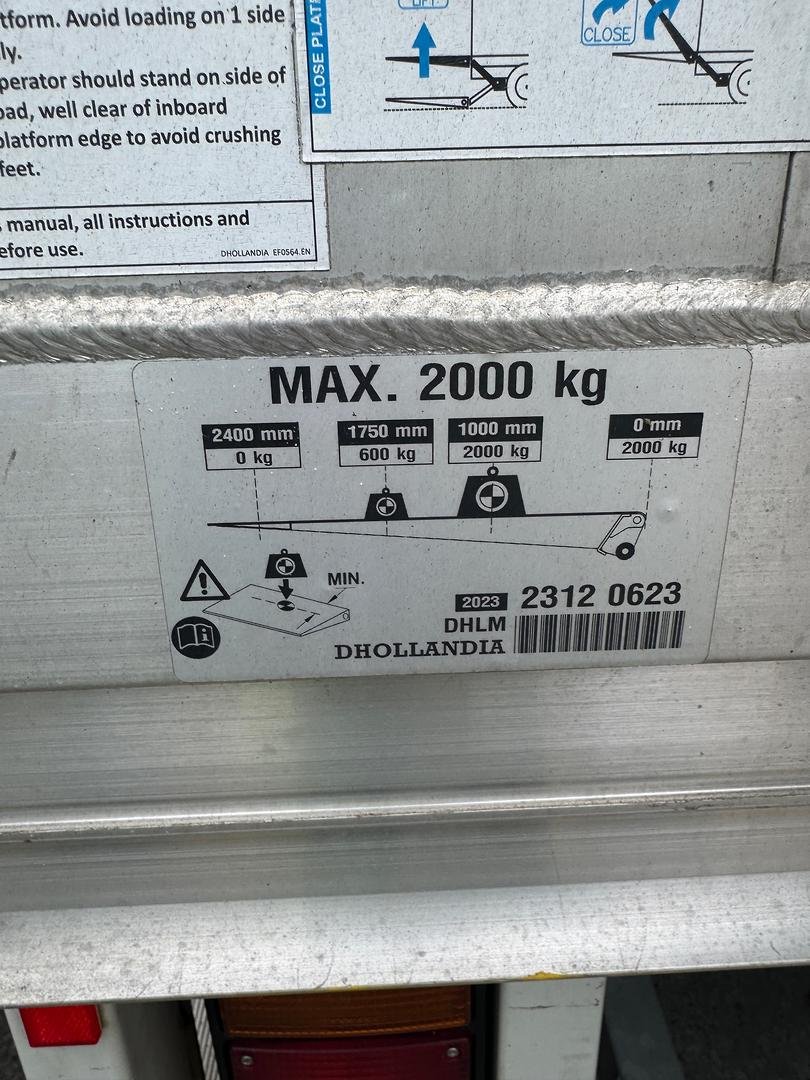 tform. Avoid loading on 1 side
ly.
perator should stand on side of
oad, well clear of inboard
platform edge to avoid crushing
feet.
manual, all instructions and
efore use.
DHOLLANDIA EF0564.EN
CLOSE PLAT
CLOSE
MAX. 2000 kg
2400 mm 1750 mm 1000 mm 0 mm
0 kg 600 kg 2000 kg 2000 kg
MIN.
2023 2312 0623
DHLM
DHOLLANDIA